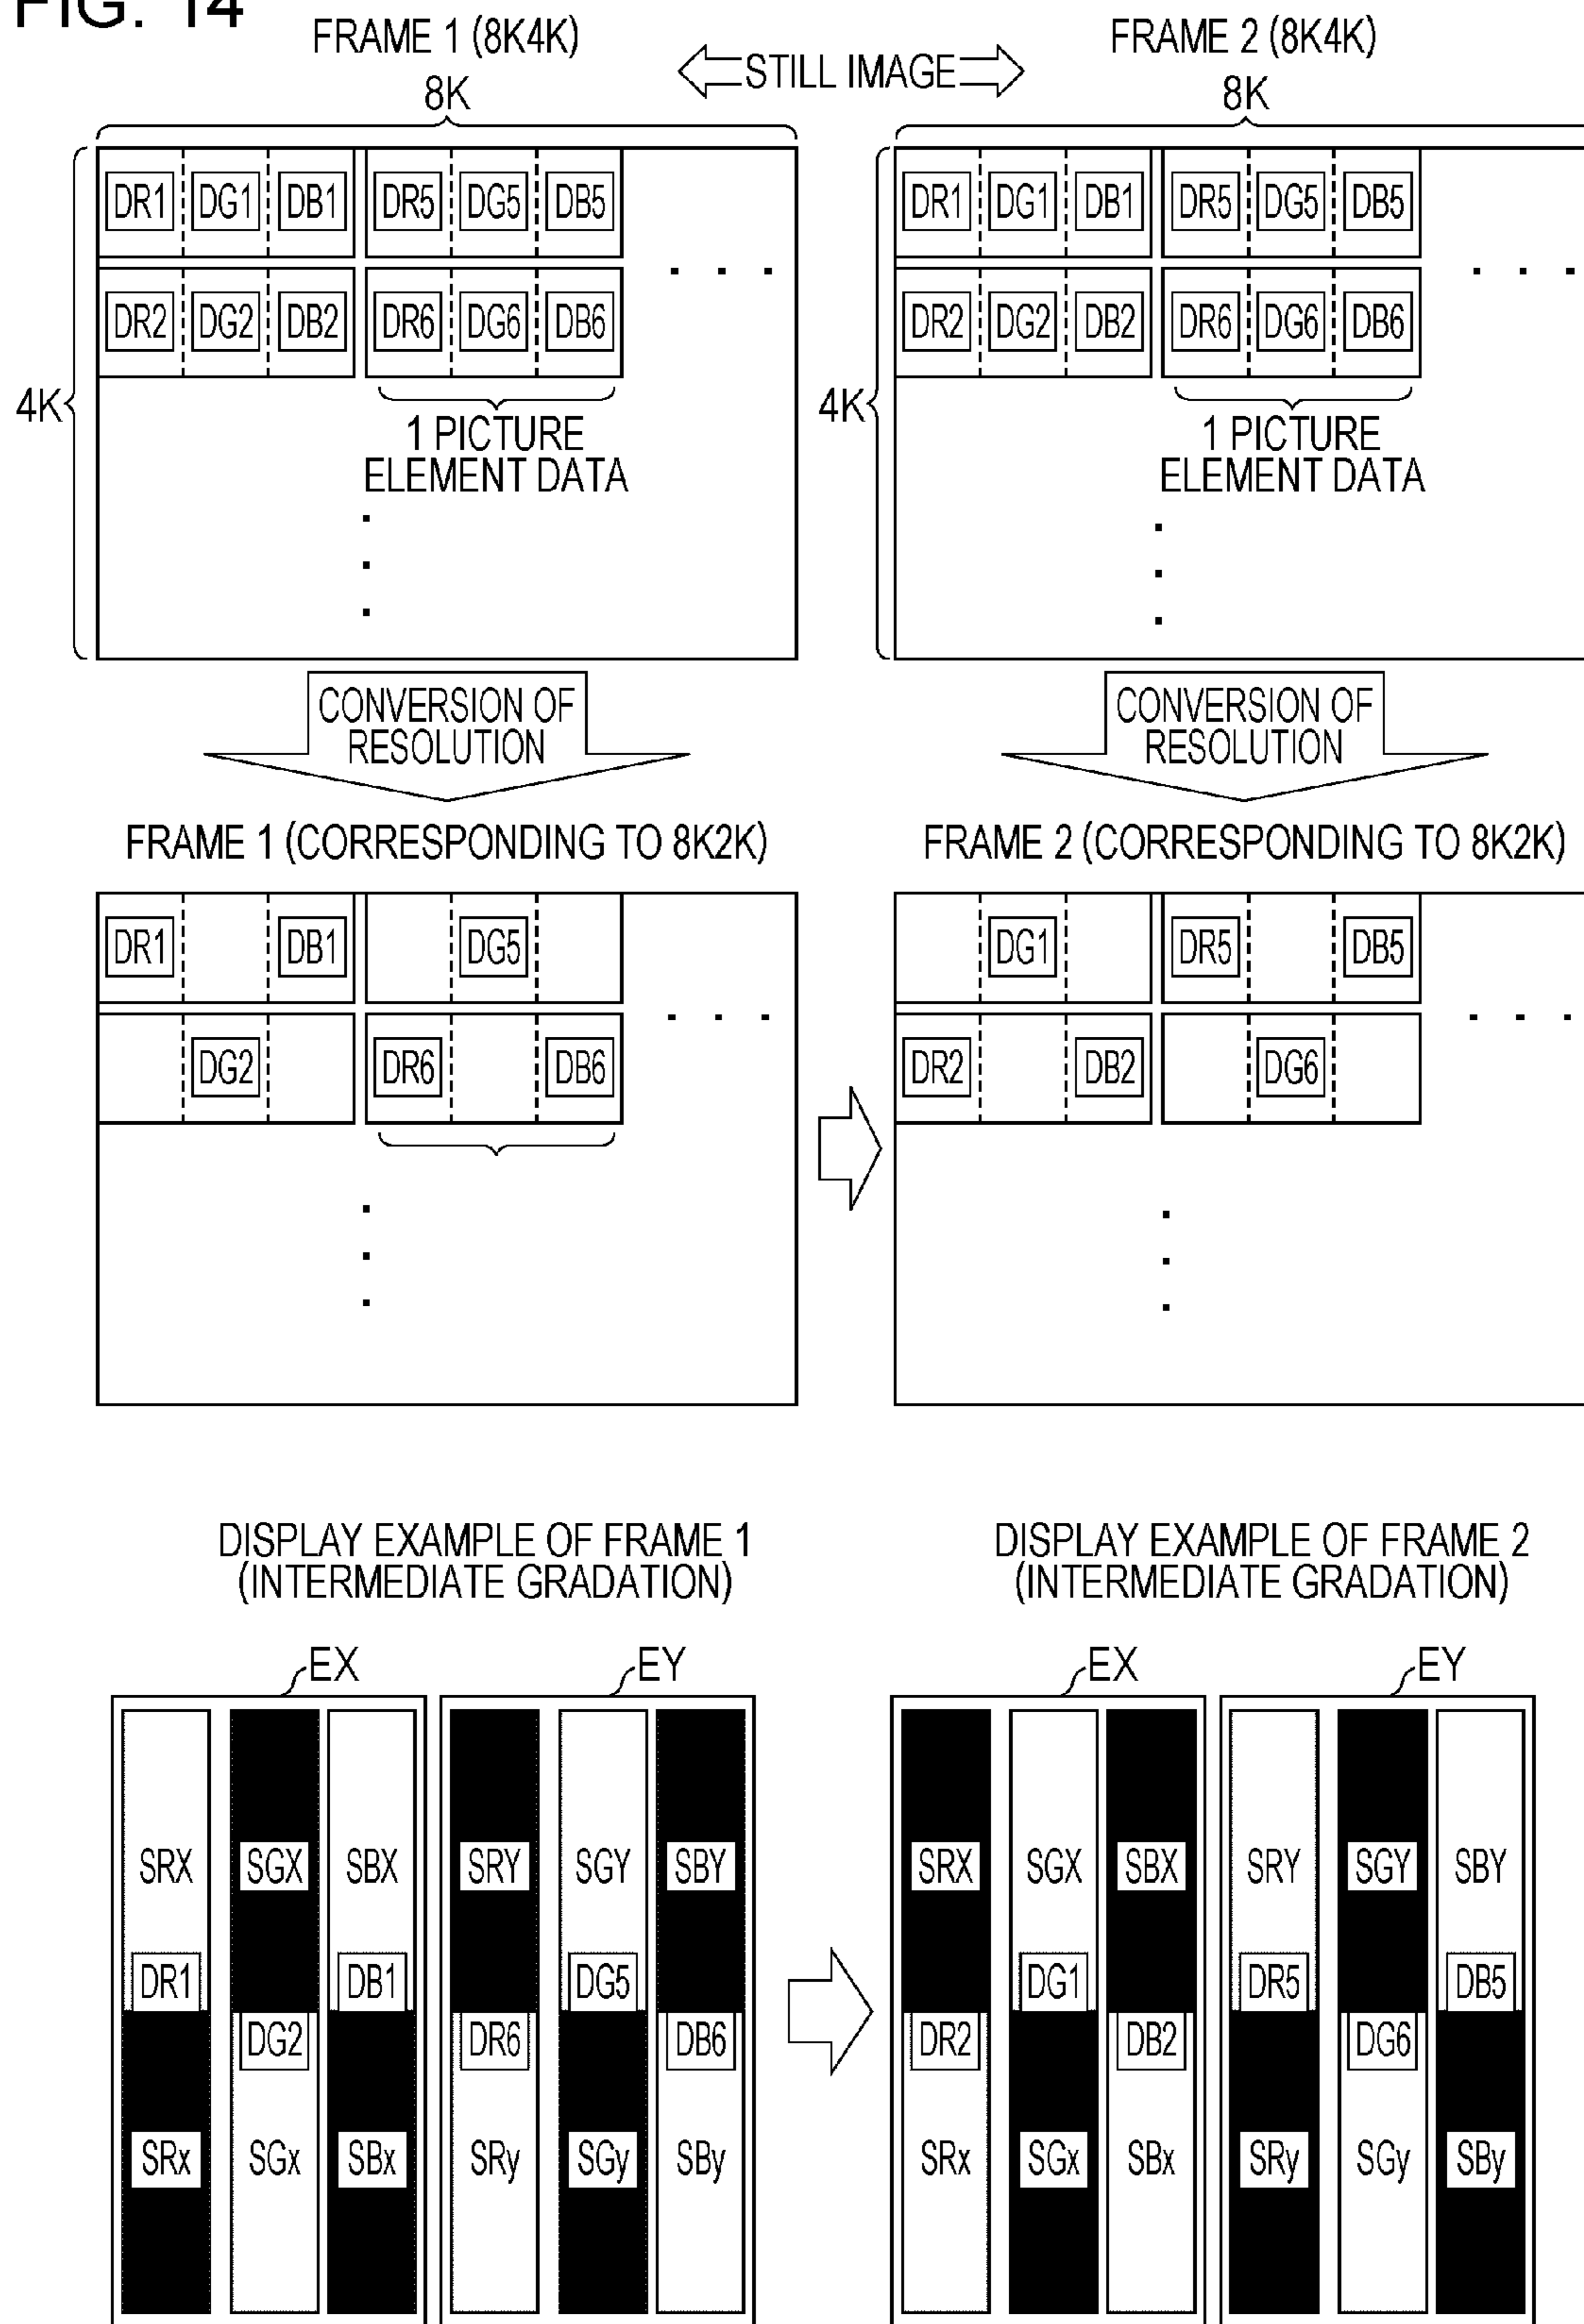 FIG. 14
FRAME 1 (8K4K)
STILL IMAGE
FRAME 2 (8K4K)
8K
8K
DR1 DG1 DB1 DR5 DG5 DB5
DR1 DG1 DB1 DR5 DG5 DB5
DR2 DG2 DB2 DR6 DG6 DB6
DR2 DG2 DB2 DR6 DG6 DB6
4K
4K
1 PICTURE
ELEMENT DATA
1 PICTURE
ELEMENT DATA
CONVERSION OF
RESOLUTION
CONVERSION OF
RESOLUTION
FRAME 1 (CORRESPONDING TO 8K2K)
FRAME 2 (CORRESPONDING TO 8K2K)
DR1 DB1 DG5
DG1 DR5 DB5
DG2 DR6 DB6
DR2 DB2 DG6
DISPLAY EXAMPLE OF FRAME 1
(INTERMEDIATE GRADATION)
DISPLAY EXAMPLE OF FRAME 2
(INTERMEDIATE GRADATION)
EX EY
EX EY
SRX SGX SBX SRY SGY SBY
SRX SGX SBX SRY SGY SBY
DR1 DB1 DG5
DG1 DR5 DB5
DG2 DR6 DB6
DR2 DB2 DG6
SRx SGx SBx SRy SGy SBy
SRx SGx SBx SRy SGy SBy